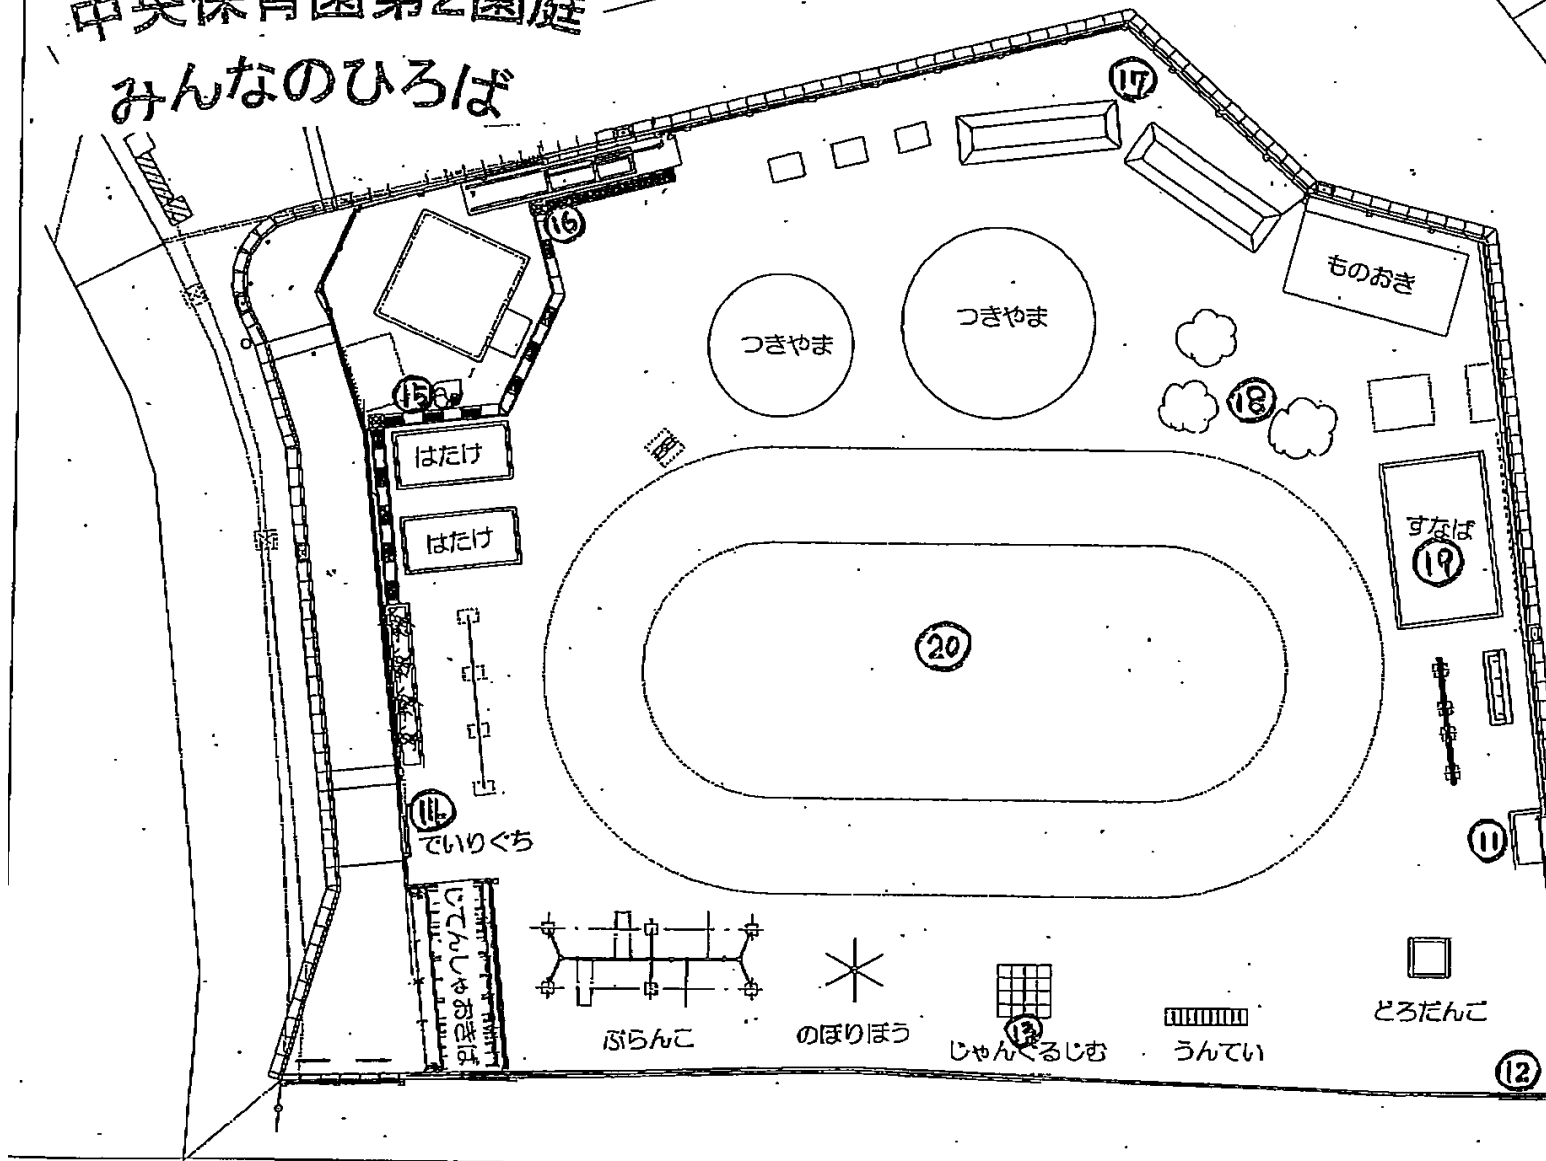 中央保育園第2園庭
みんなのひろば
⑰
⑯
ものおき
つきやま
つきやま
⑮
⑱
はたけ
はたけ
すなば
⑲
⑳
⑭
でいりぐち
⑪
じてんしゃおきば
ぶらんこ
のぼりぼう
⑬
じゃんぐるじむ
うんてい
どろだんご
⑫